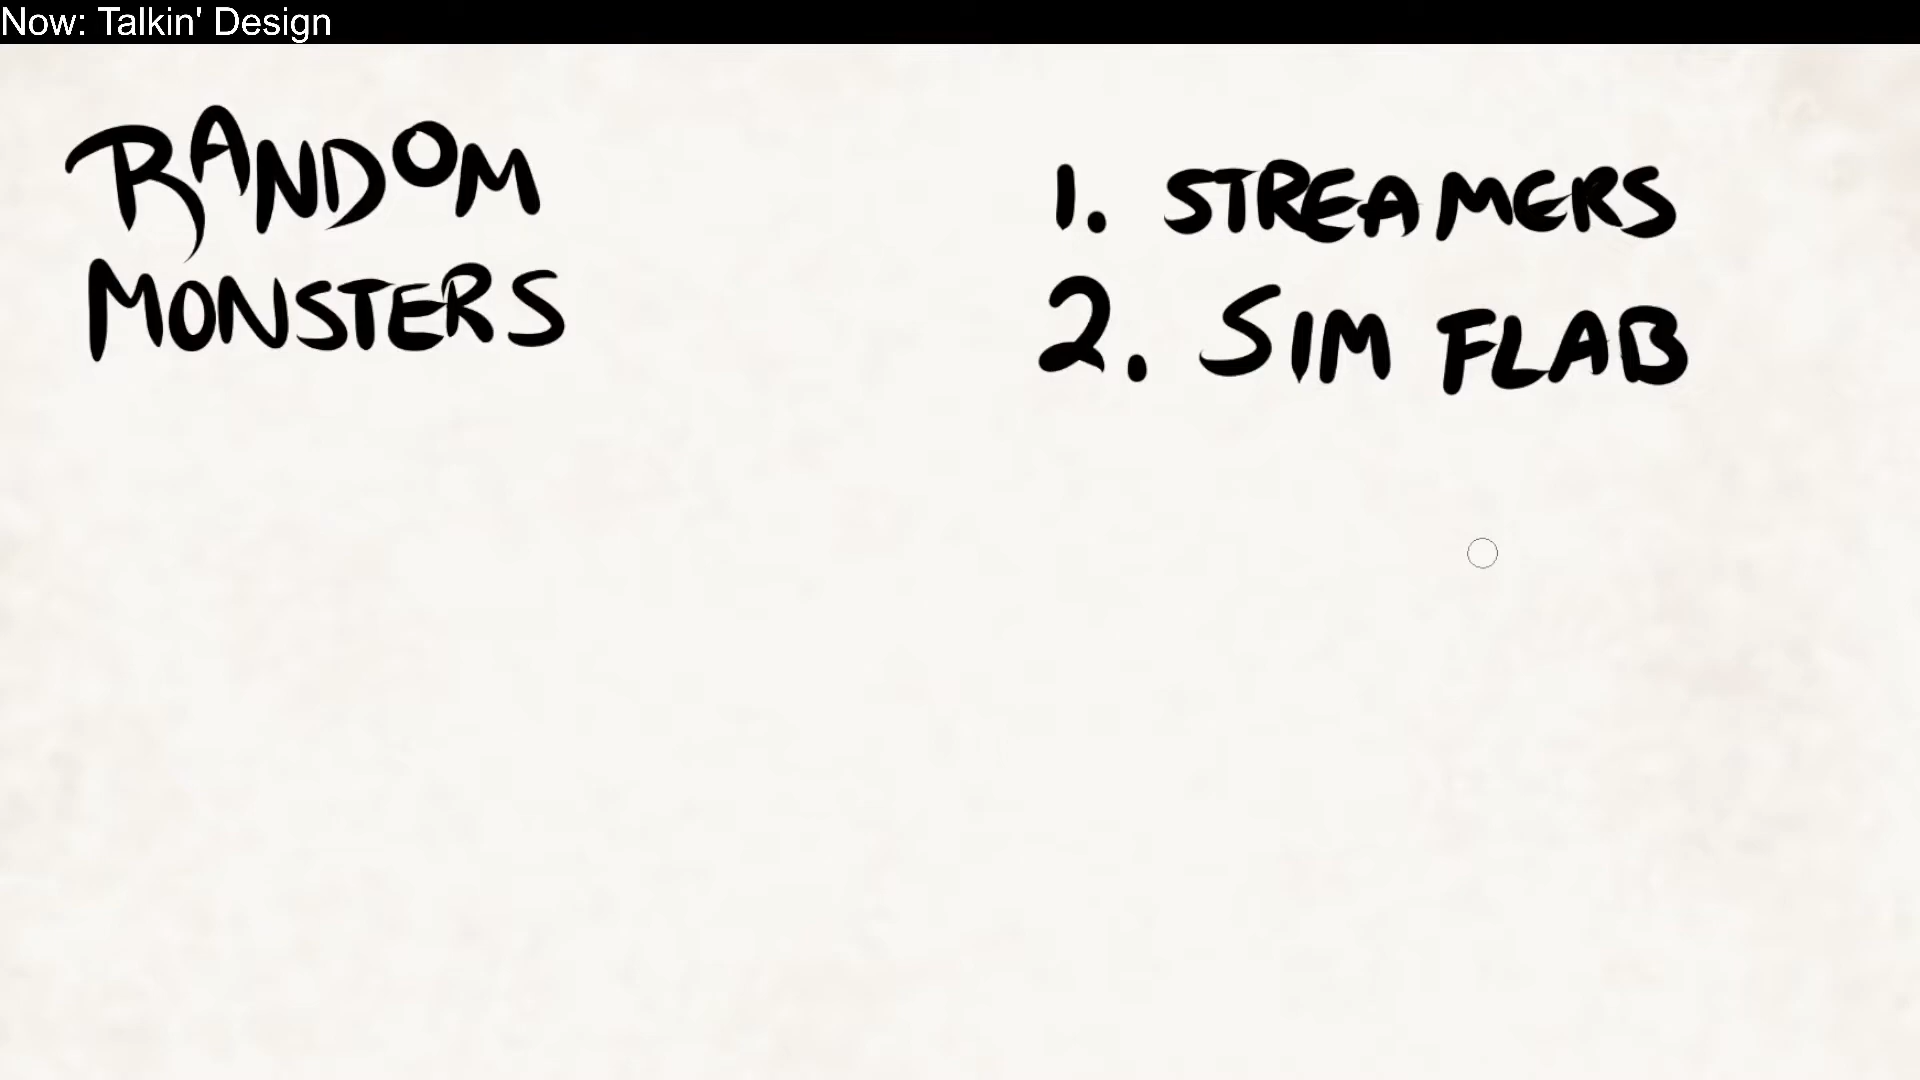 Now: Talkin' Design
RANDOM
MONSTERS
1. STREAMERS
2. SIM FLAB